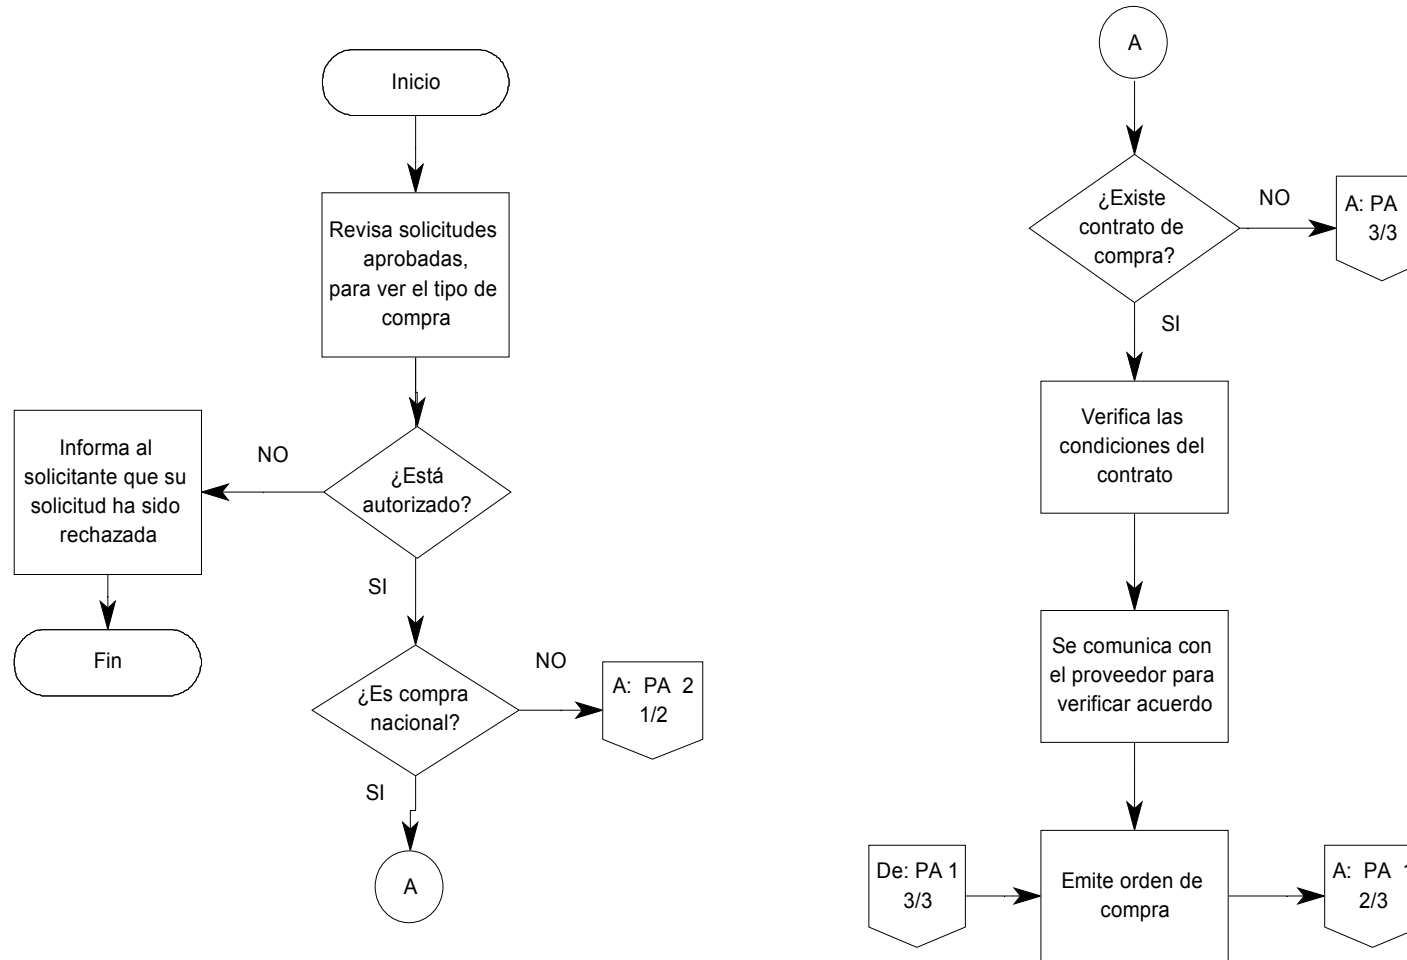 Inicio
Revisa solicitudes
aprobadas,
para ver el tipo de
compra
¿Está
autorizado?
NO
Informa al
solicitante que su
solicitud ha sido
rechazada
Fin
SI
¿Es compra
nacional?
NO
A: PA 2
1/2
SI
A
A
¿Existe
contrato de
compra?
NO
A: PA
3/3
SI
Verifica las
condiciones del
contrato
Se comunica con
el proveedor para
verificar acuerdo
De: PA 1
3/3
Emite orden de
compra
A: PA 1
2/3